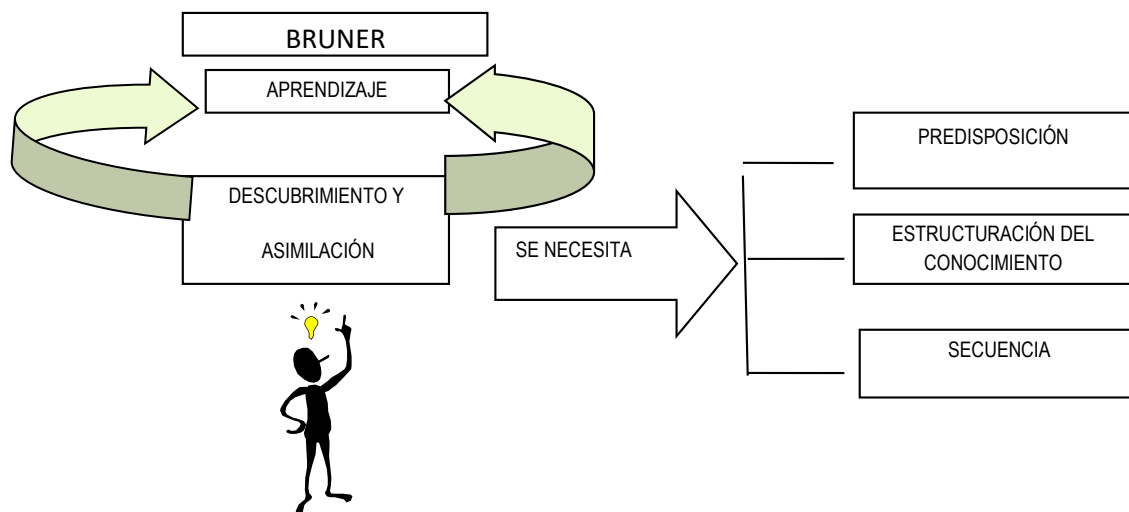 BRUNER
APRENDIZAJE
DESCUBRIMIENTO Y
ASIMILACIÓN
SE NECESITA
PREDISPOSICIÓN
ESTRUCTURACIÓN DEL
CONOCIMIENTO
SECUENCIA